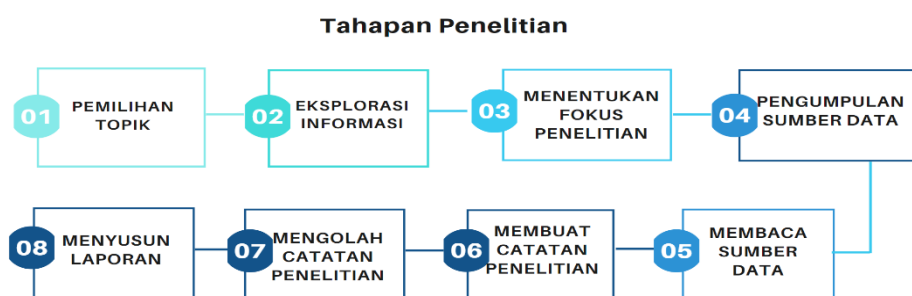 Tahapan Penelitian
01
PEMILIHAN
TOPIK
02
EKSPLORASI
INFORMASI
03
MENENTUKAN
FOKUS
PENELITIAN
04
PENGUMPULAN
SUMBER DATA
05
MEMBACA
SUMBER
DATA
06
MEMBUAT
CATATAN
PENELITIAN
07
MENGOLAH
CATATAN
PENELITIAN
08
MENYUSUN
LAPORAN